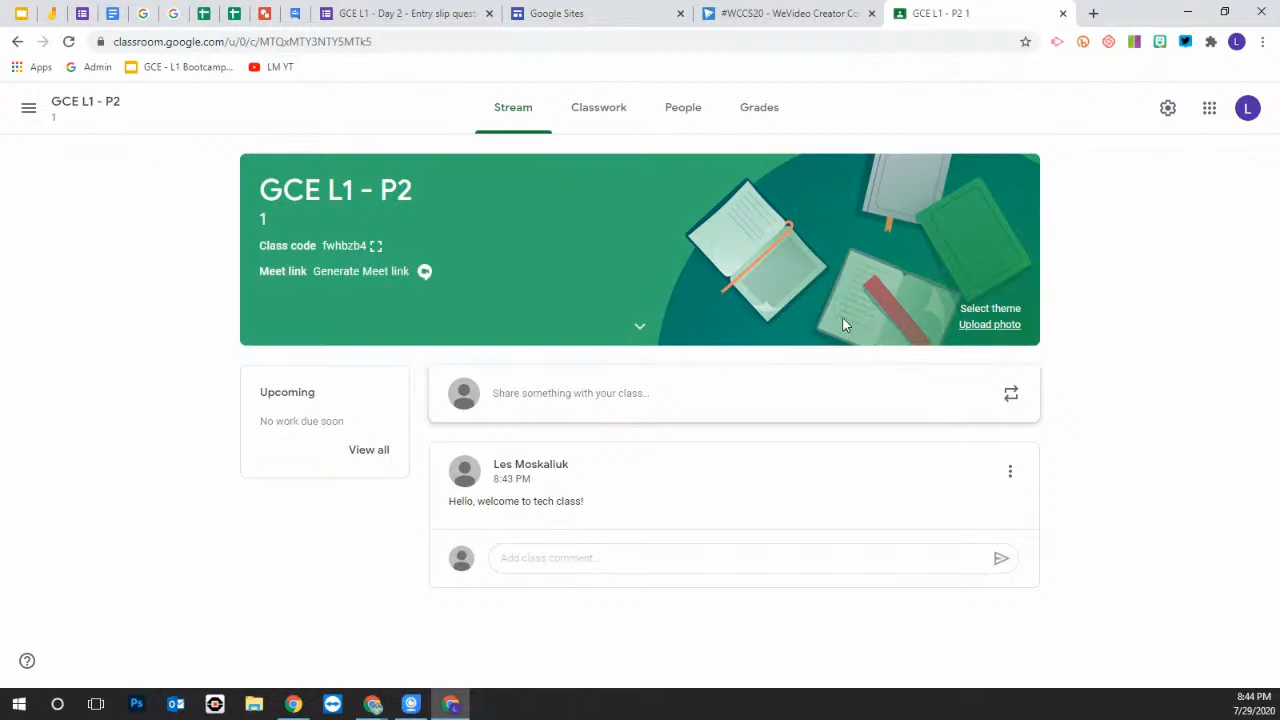 GCE L1 - Day 2 - Entry slip quest
Google Sites
#WCCS20 - WeVideo Creator Co
GCE L1 - P2 1
classroom.google.com/u/0/c/MTQxMTY3NTY5MTk5
Apps
Admin
GCE - L1 Bootcamp...
LM YT
GCE L1 - P2
1
Stream
Classwork
People
Grades
L
GCE L1 - P2
1
Class code fwhbzb4
Meet link Generate Meet link
Select theme
Upload photo
Upcoming
No work due soon
View all
Share something with your class...
Les Moskaliuk
8:43 PM
Hello, welcome to tech class!
Add class comment...
8:44 PM
7/29/2020